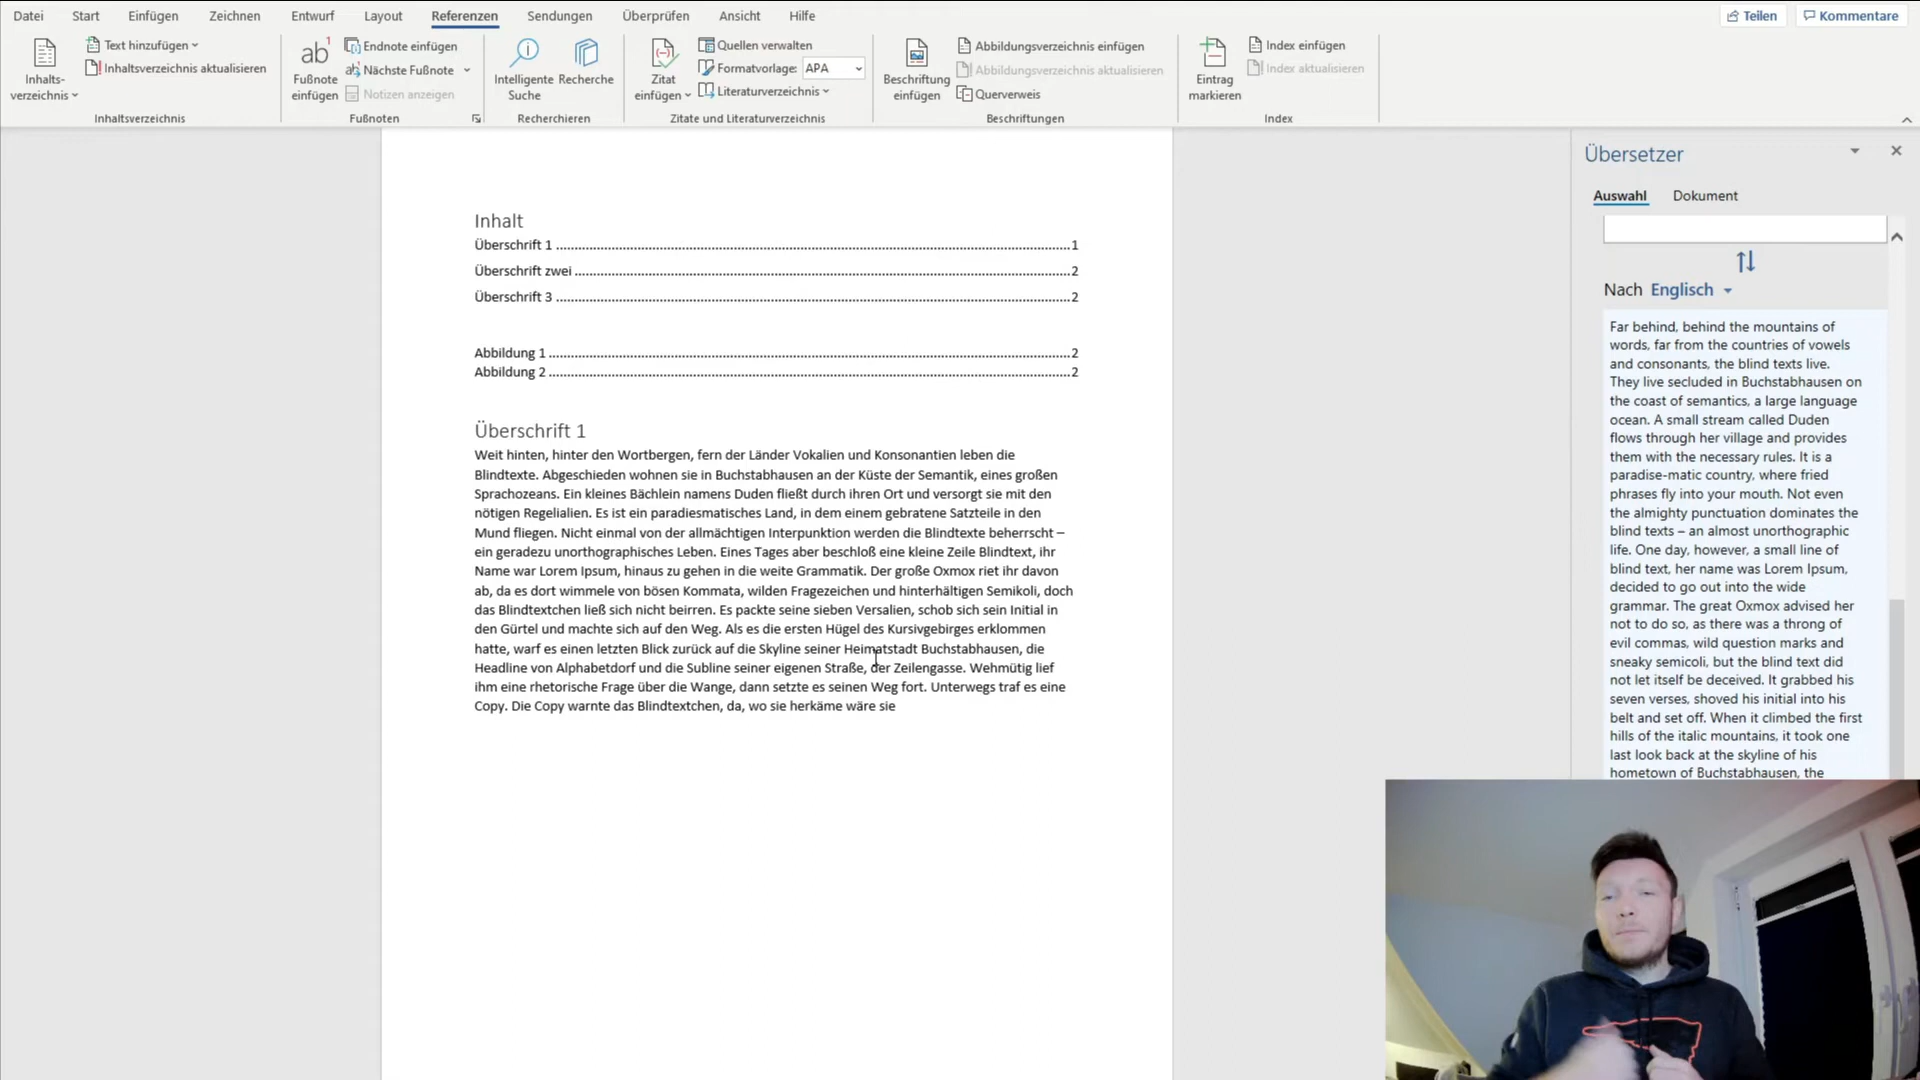 Datei Start Einfügen Zeichnen Entwurf Layout Referenzen Sendungen Überprüfen Ansicht Hilfe Teilen Kommentare
Inhalts-
verzeichnis
Text hinzufügen
Inhaltsverzeichnis aktualisieren
Inhaltsverzeichnis
ab 1
Fußnote
einfügen
Endnote einfügen
Nächste Fußnote
Notizen anzeigen
Fußnoten
Intelligente
Suche
Recherche
Recherchieren
Zitat
einfügen
Quellen verwalten
Formatvorlage: APA
Literaturverzeichnis
Zitate und Literaturverzeichnis
Beschriftung
einfügen
Abbildungsverzeichnis einfügen
Abbildungsverzeichnis aktualisieren
Querverweis
Beschriftungen
Eintrag
markieren
Index einfügen
Index aktualisieren
Index
Inhalt
Überschrift 1 ........ 1
Überschrift zwei ........ 2
Überschrift 3 ........ 2
Abbildung 1 ........ 2
Abbildung 2 ........ 2
Überschrift 1
Weit hinten, hinter den Wortbergen, fern der Länder Vokalien und Konsonantien leben die
Blindtexte. Abgeschieden wohnen sie in Buchstabhausen an der Küste der Semantik, eines großen
Sprachozeans. Ein kleines Bächlein namens Duden fließt durch ihren Ort und versorgt sie mit den
nötigen Regelialien. Es ist ein paradiesmatisches Land, in dem einem gebratene Satzteile in den
Mund fliegen. Nicht einmal von der allmächtigen Interpunktion werden die Blindtexte beherrscht –
ein geradezu unorthographisches Leben. Eines Tages aber beschloß eine kleine Zeile Blindtext, ihr
Name war Lorem Ipsum, hinaus zu gehen in die weite Grammatik. Der große Oxmox riet ihr davon
ab, da es dort wimmele von bösen Kommata, wilden Fragezeichen und hinterhältigen Semikoli, doch
das Blindtextchen ließ sich nicht beirren. Es packte seine sieben Versalien, schob sich sein Initial in
den Gürtel und machte sich auf den Weg. Als es die ersten Hügel des Kursivgebirges erklommen
hatte, warf es einen letzten Blick zurück auf die Skyline seiner Heimatstadt Buchstabhausen, die
Headline von Alphabetdorf und die Subline seiner eigenen Straße, der Zeilengasse. Wehmütig lief
ihm eine rhetorische Frage über die Wange, dann setzte es seinen Weg fort. Unterwegs traf es eine
Copy. Die Copy warnte das Blindtextchen, da, wo sie herkäme wäre sie
Übersetzer
Auswahl Dokument
Nach Englisch
Far behind, behind the mountains of
words, far from the countries of vowels
and consonants, the blind texts live.
They live secluded in Buchstabhausen on
the coast of semantics, a large language
ocean. A small stream called Duden
flows through her village and provides
them with the necessary rules. It is a
paradise-matic country, where fried
phrases fly into your mouth. Not even
the almighty punctuation dominates the
blind texts – an almost unorthographic
life. One day, however, a small line of
blind text, her name was Lorem Ipsum,
decided to go out into the wide
grammar. The great Oxmox advised her
not to do so, as there was a throng of
evil commas, wild question marks and
sneaky semicoli, but the blind text did
not let itself be deceived. It grabbed his
seven verses, shoved his initial into his
belt and set off. When it climbed the first
hills of the italic mountains, it took one
last look back at the skyline of his
hometown of Buchstabhausen, the